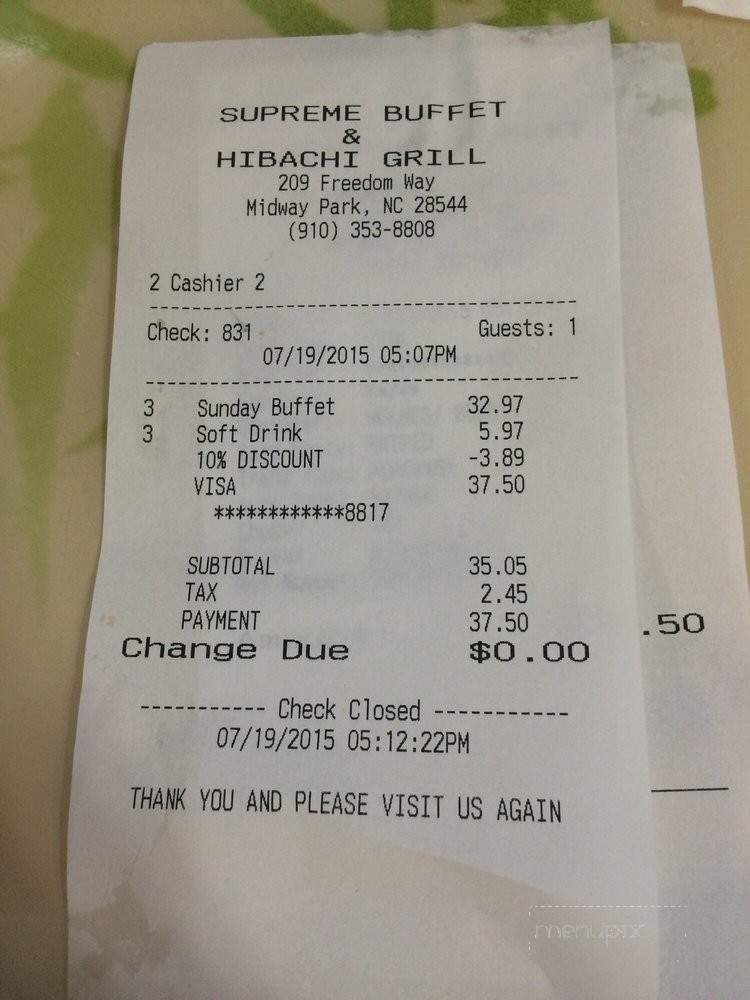 SUPREME BUFFET
&
HIBACHI GRILL
209 Freedom Way
Midway Park, NC 28544
(910) 353-8808
2 Cashier 2
--------------------------------------
Check: 831 Guests: 1
07/19/2015 05:07PM
--------------------------------------
3 Sunday Buffet 32.97
3 Soft Drink 5.97
10% DISCOUNT -3.89
VISA 37.50
************8817
SUBTOTAL 35.05
TAX 2.45
PAYMENT 37.50
.50
Change Due $0.00
----------- Check Closed -----------
07/19/2015 05:12:22PM
THANK YOU AND PLEASE VISIT US AGAIN
menupix